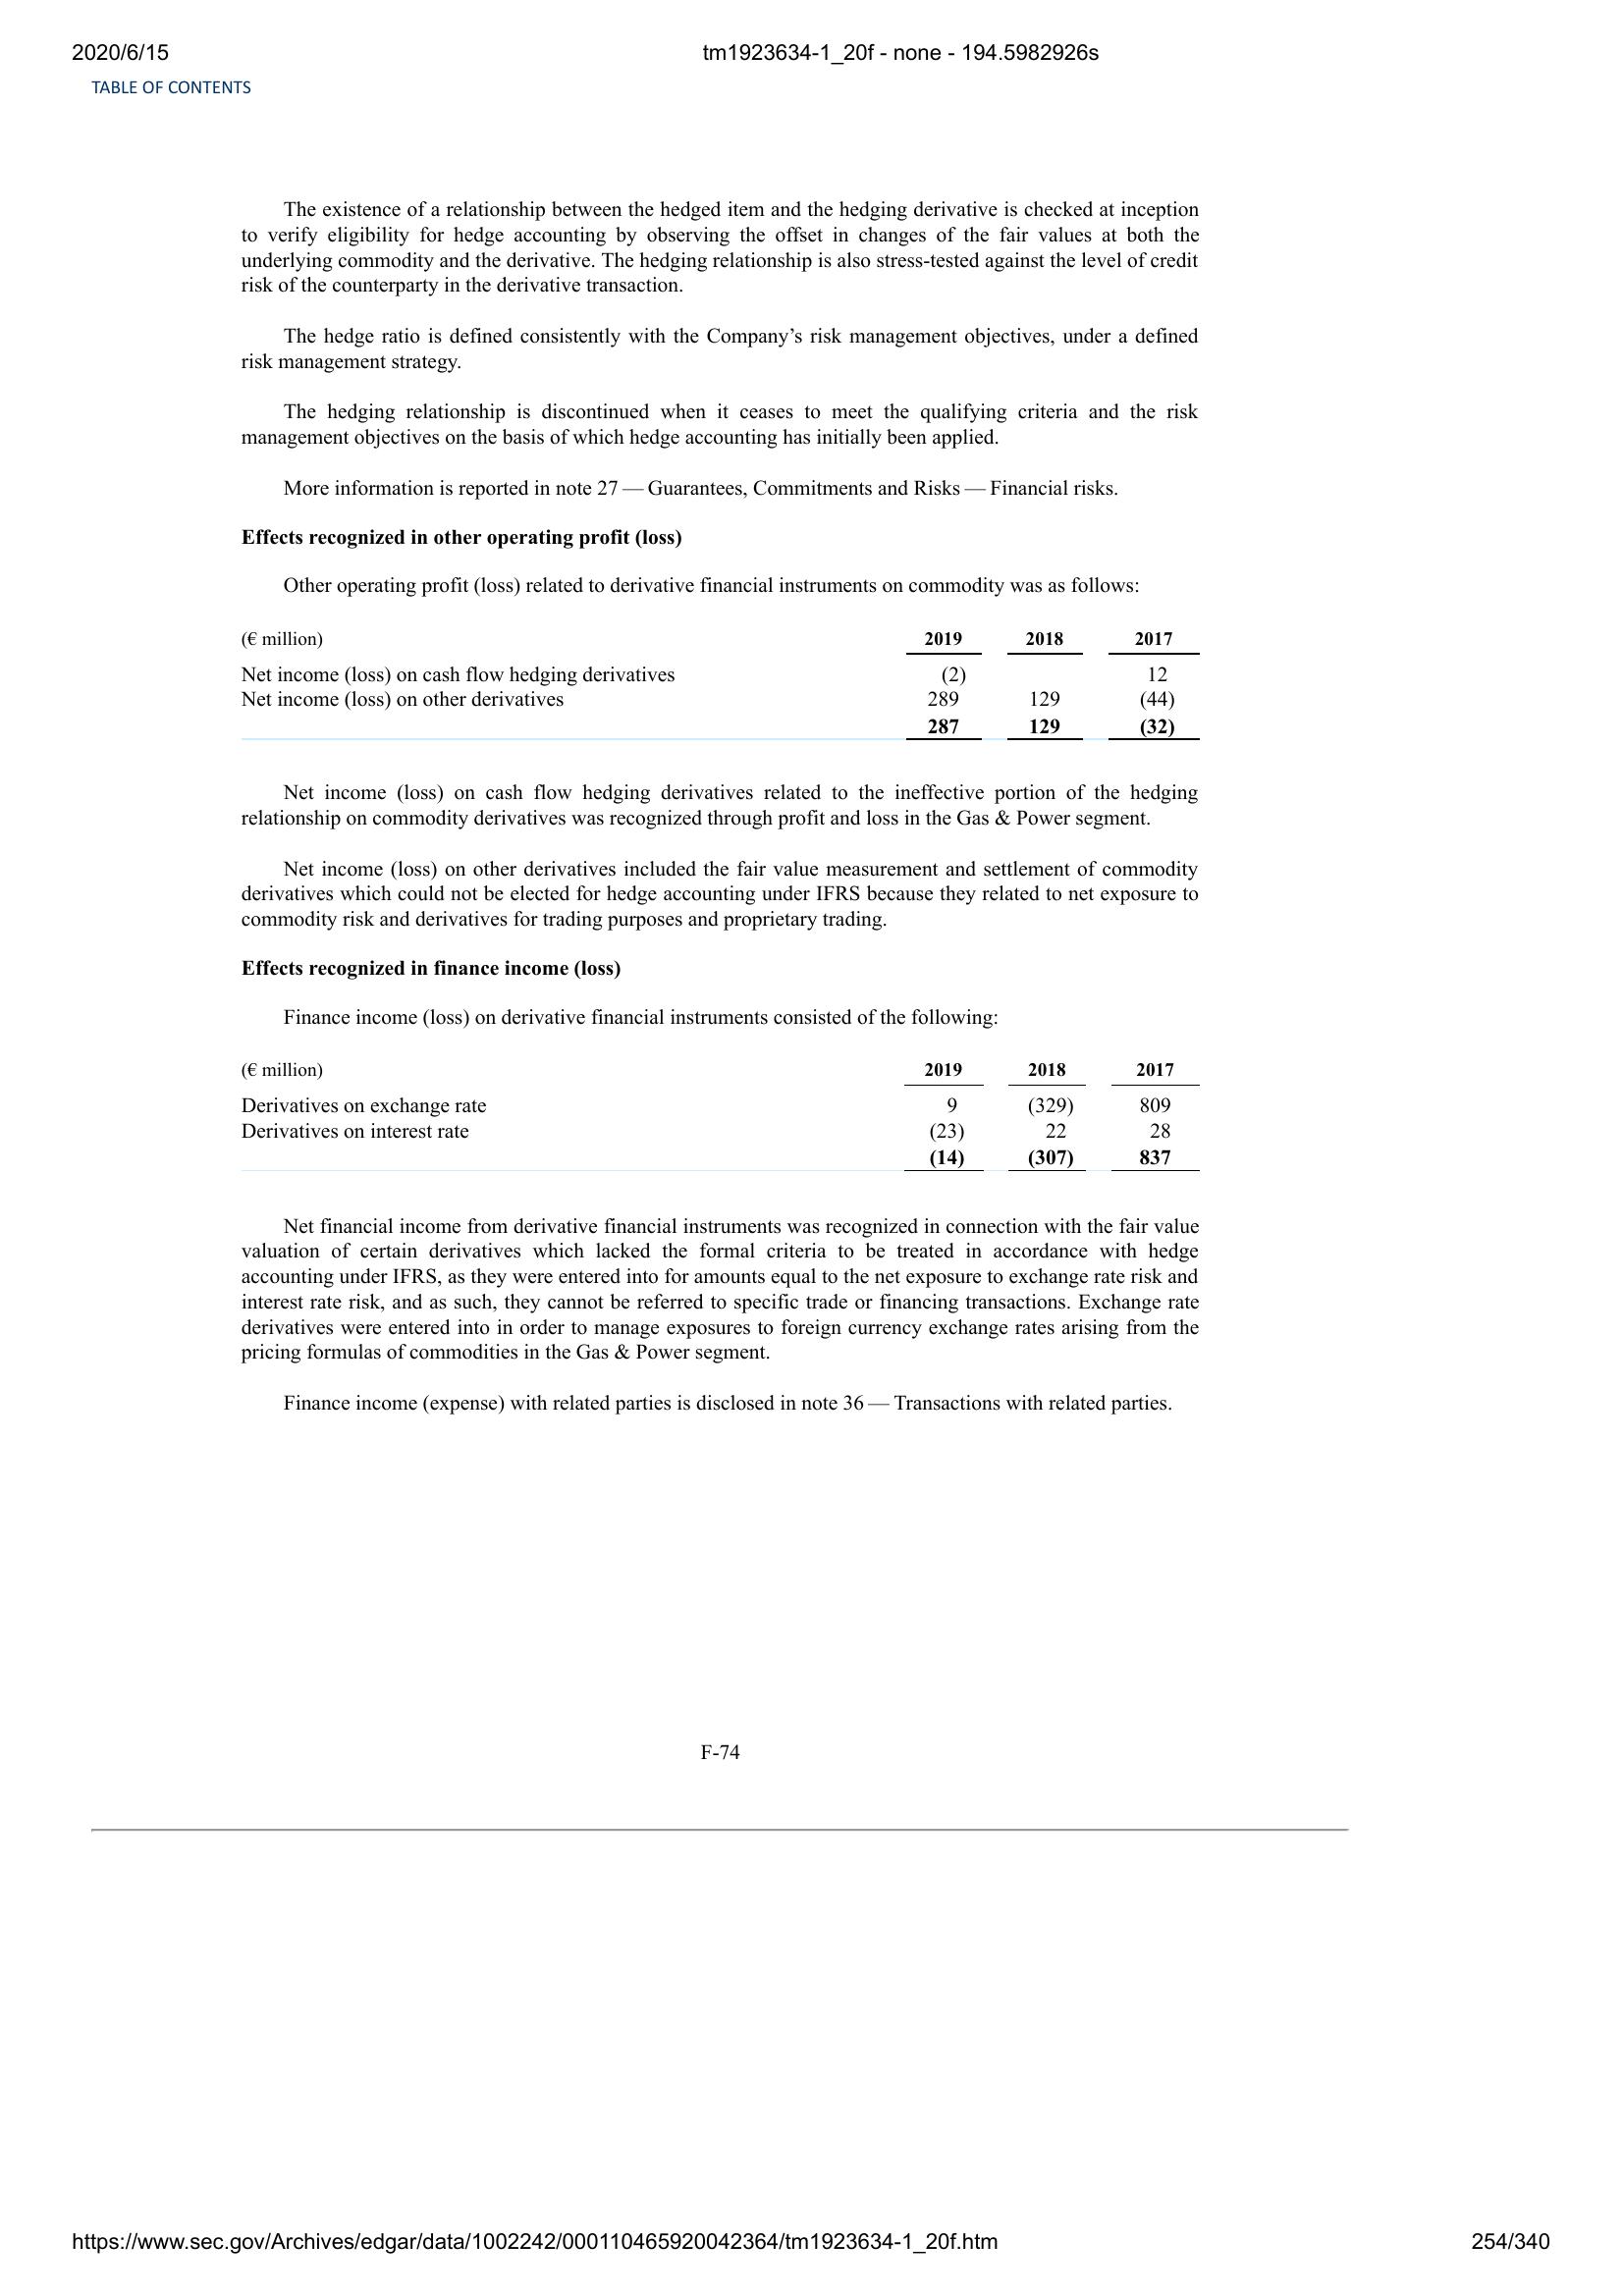 2020/6/15 tm1923634-1_20f - none - 194.5982926s
TABLE OF CONTENTS
The existence of a relationship between the hedged item and the hedging derivative is checked at inception
to verify eligibility for hedge accounting by observing the offset in changes of the fair values at both the
underlying commodity and the derivative. The hedging relationship is also stress-tested against the level of credit
risk of the counterparty in the derivative transaction.
The hedge ratio is defined consistently with the Company’s risk management objectives, under a defined
risk management strategy.
The hedging relationship is discontinued when it ceases to meet the qualifying criteria and the risk
management objectives on the basis of which hedge accounting has initially been applied.
More information is reported in note 27 — Guarantees, Commitments and Risks — Financial risks.
Effects recognized in other operating profit (loss)
Other operating profit (loss) related to derivative financial instruments on commodity was as follows:
(€ million) 2019 2018 2017
Net income (loss) on cash flow hedging derivatives (2) 12
Net income (loss) on other derivatives 289 129 (44)
287 129 (32)
Net income (loss) on cash flow hedging derivatives related to the ineffective portion of the hedging
relationship on commodity derivatives was recognized through profit and loss in the Gas & Power segment.
Net income (loss) on other derivatives included the fair value measurement and settlement of commodity
derivatives which could not be elected for hedge accounting under IFRS because they related to net exposure to
commodity risk and derivatives for trading purposes and proprietary trading.
Effects recognized in finance income (loss)
Finance income (loss) on derivative financial instruments consisted of the following:
(€ million) 2019 2018 2017
Derivatives on exchange rate 9 (329) 809
Derivatives on interest rate (23) 22 28
(14) (307) 837
Net financial income from derivative financial instruments was recognized in connection with the fair value
valuation of certain derivatives which lacked the formal criteria to be treated in accordance with hedge
accounting under IFRS, as they were entered into for amounts equal to the net exposure to exchange rate risk and
interest rate risk, and as such, they cannot be referred to specific trade or financing transactions. Exchange rate
derivatives were entered into in order to manage exposures to foreign currency exchange rates arising from the
pricing formulas of commodities in the Gas & Power segment.
Finance income (expense) with related parties is disclosed in note 36 — Transactions with related parties.
F-74
https://www.sec.gov/Archives/edgar/data/1002242/000110465920042364/tm1923634-1_20f.htm 254/340